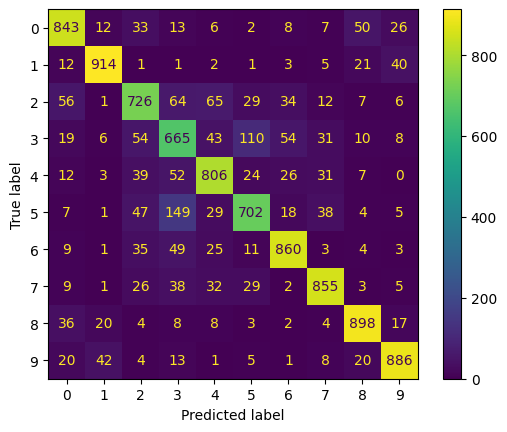 0 843 12 33 13 6 2 8 7 50 26
1 12 914 1 1 2 1 3 5 21 40
2 56 1 726 64 65 29 34 12 7 6
3 19 6 54 665 43 110 54 31 10 8
4 12 3 39 52 806 24 26 31 7 0
5 7 1 47 149 29 702 18 38 4 5
6 9 1 35 49 25 11 860 3 4 3
7 9 1 26 38 32 29 2 855 3 5
8 36 20 4 8 8 3 2 4 898 17
9 20 42 4 13 1 5 1 8 20 886
0 1 2 3 4 5 6 7 8 9
Predicted label
True label
800
600
400
200
0